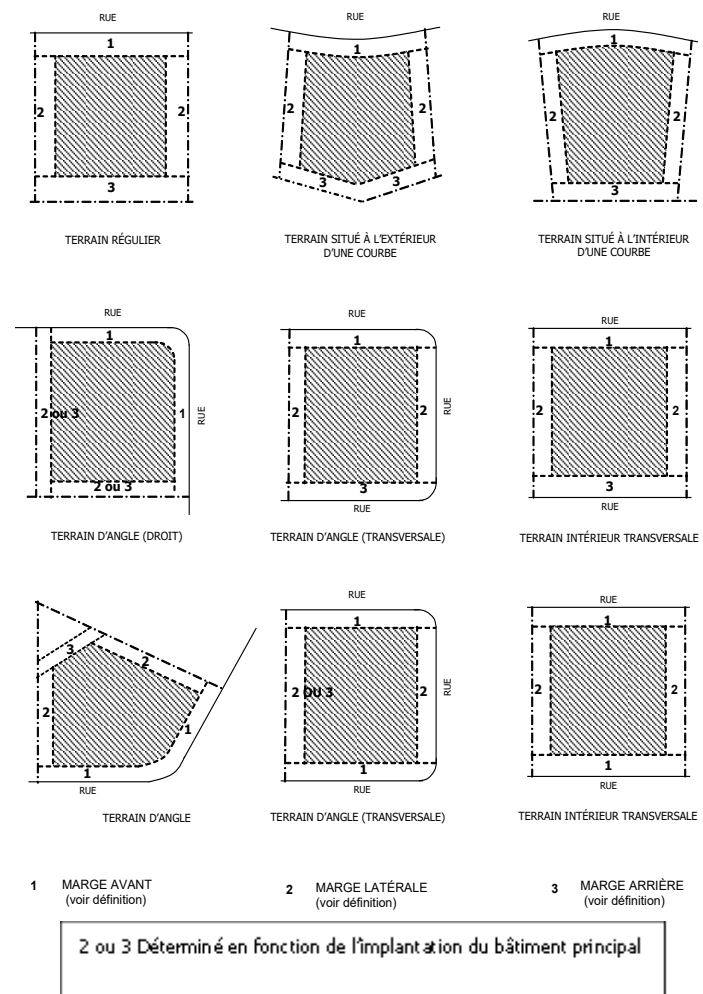 RUE
RUE
RUE
1
1
1
2
2
2
2
2
2
3
3
3
3
TERRAIN RÉGULIER
TERRAIN SITUÉ À L'EXTÉRIEUR
D'UNE COURBE
TERRAIN SITUÉ À L'INTÉRIEUR
D'UNE COURBE
RUE
RUE
RUE
1
1
1
2 ou 3
1
RUE
2
2
RUE
2
2
2 ou 3
3
3
RUE
RUE
TERRAIN D'ANGLE (DROIT)
TERRAIN D'ANGLE (TRANSVERSALE)
TERRAIN INTÉRIEUR TRANSVERSALE
RUE
RUE
1
1
3
2
2
1
2 OU 3
2
RUE
2
2
1
1
1
RUE
RUE
RUE
TERRAIN D'ANGLE
TERRAIN D'ANGLE (TRANSVERSALE)
TERRAIN INTÉRIEUR TRANSVERSALE
1 MARGE AVANT
(voir définition)
2 MARGE LATÉRALE
(voir définition)
3 MARGE ARRIÈRE
(voir définition)
2 ou 3 Déterminé en fonction de l'implantation du bâtiment principal